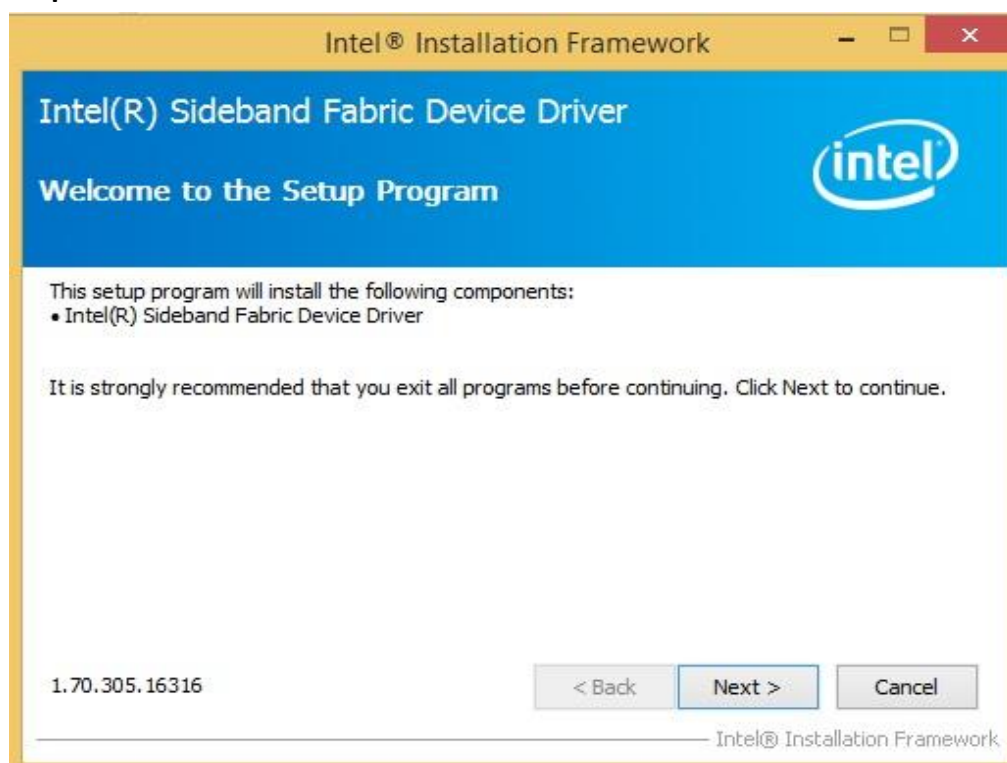 Intel® Installation Framework
Intel(R) Sideband Fabric Device Driver
intel
Welcome to the Setup Program
This setup program will install the following components:
• Intel(R) Sideband Fabric Device Driver
It is strongly recommended that you exit all programs before continuing. Click Next to continue.
1.70.305.16316
< Back
Next >
Cancel
Intel® Installation Framework